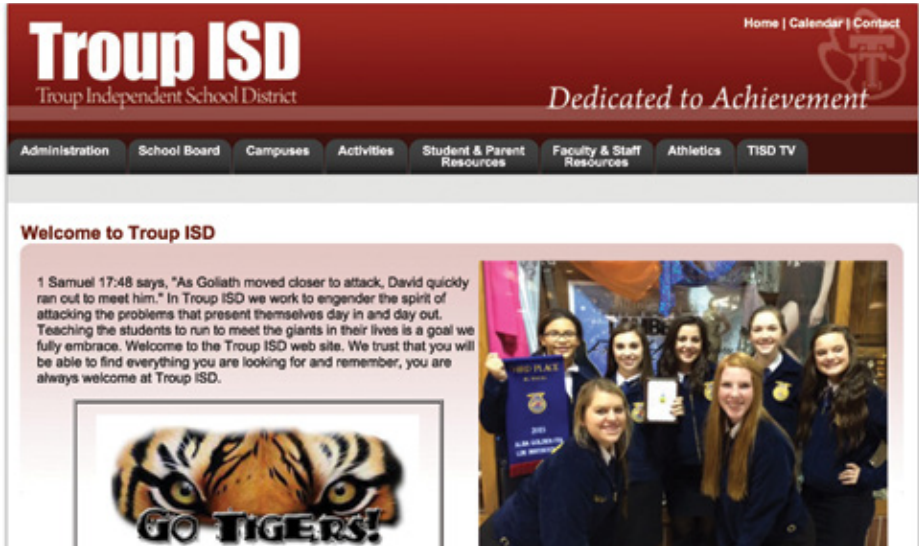 Home | Calendar | Contact
Troup ISD
Troup Independent School District
Dedicated to Achievement
T
Administration
School Board
Campuses
Activities
Student & Parent
Resources
Faculty & Staff
Resources
Athletics
TISD TV
Welcome to Troup ISD
1 Samuel 17:48 says, "As Goliath moved closer to attack, David quickly
ran out to meet him." In Troup ISD we work to engender the spirit of
attacking the problems that present themselves day in and day out.
Teaching the students to run to meet the giants in their lives is a goal we
fully embrace. Welcome to the Troup ISD web site. We trust that you will
be able to find everything you are looking for and remember, you are
always welcome at Troup ISD.
THIRD PLACE
2015
GO TIGERS!